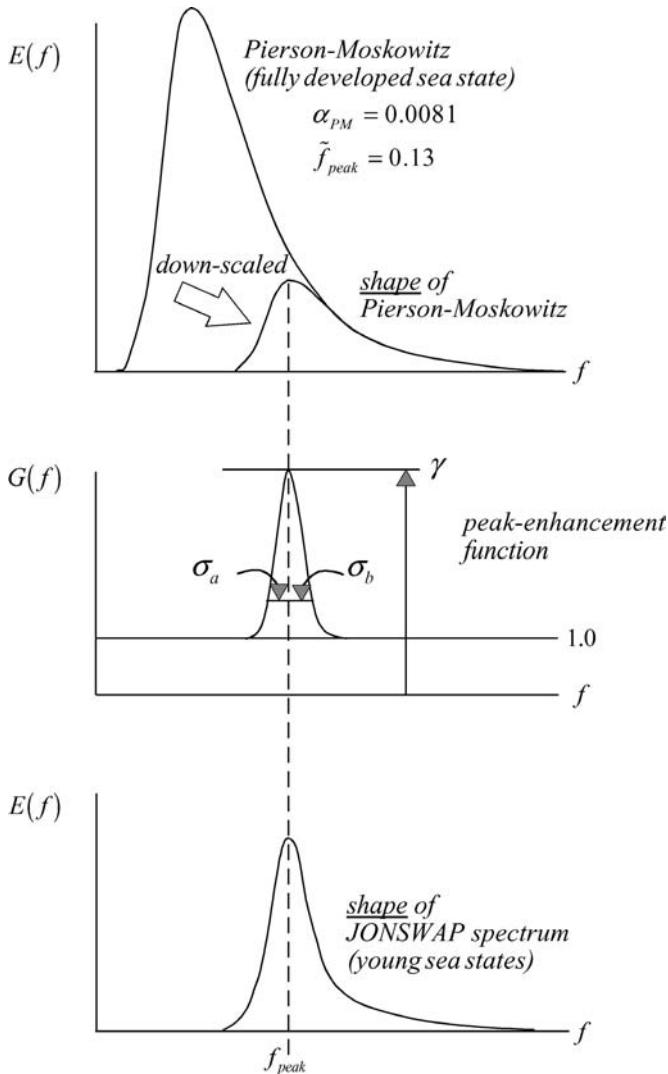 E(f)
Pierson-Moskowitz
(fully developed sea state)
α_PM = 0.0081
f̃_peak = 0.13
down-scaled
shape of
Pierson-Moskowitz
f
G(f)
γ
peak-enhancement
function
σ_a
σ_b
1.0
f
E(f)
shape of
JONSWAP spectrum
(young sea states)
f
f_peak